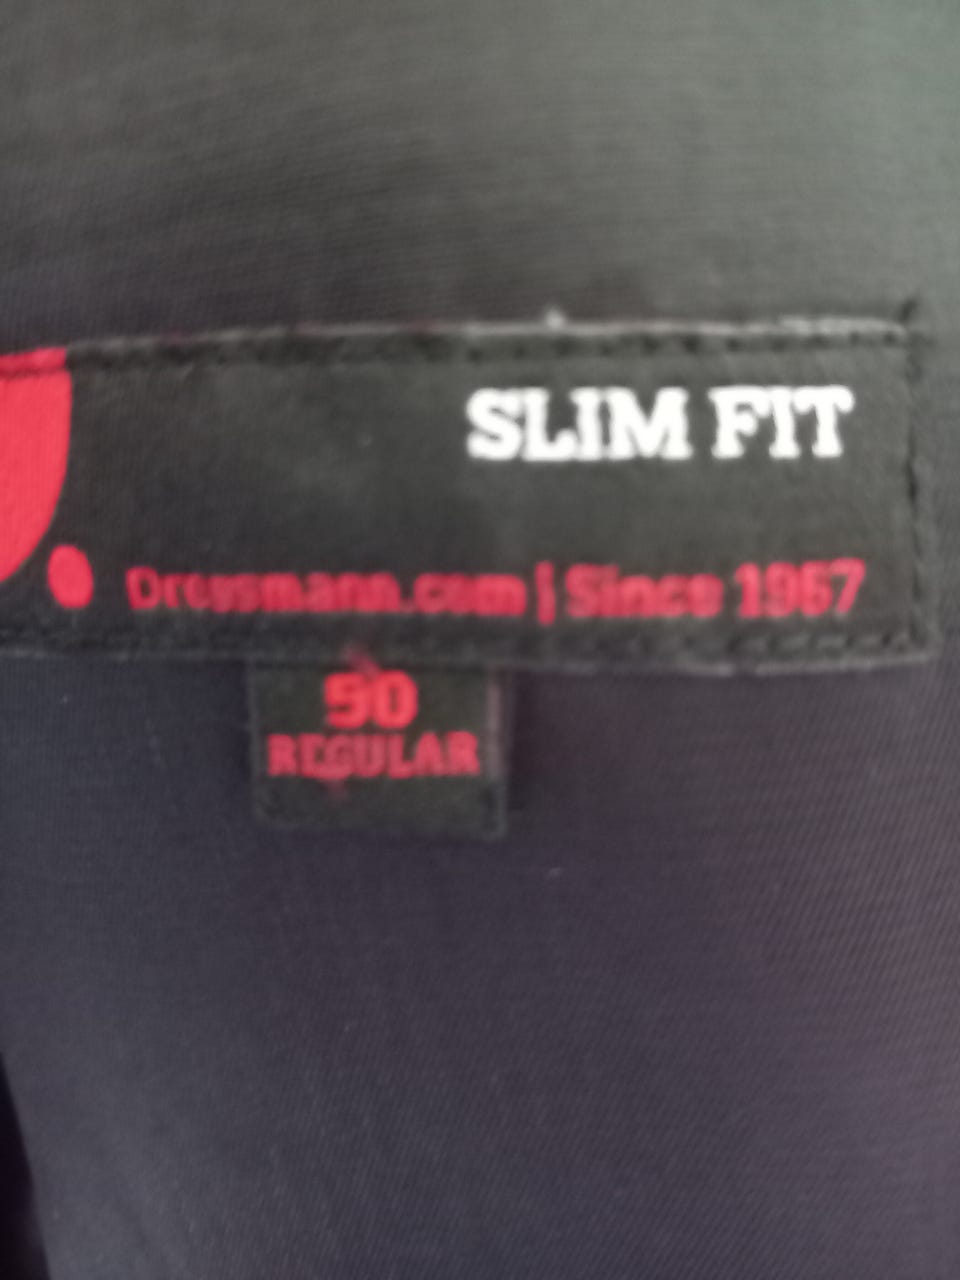 SLIM FIT
Dressmann.com | Since 1967
50
REGULAR